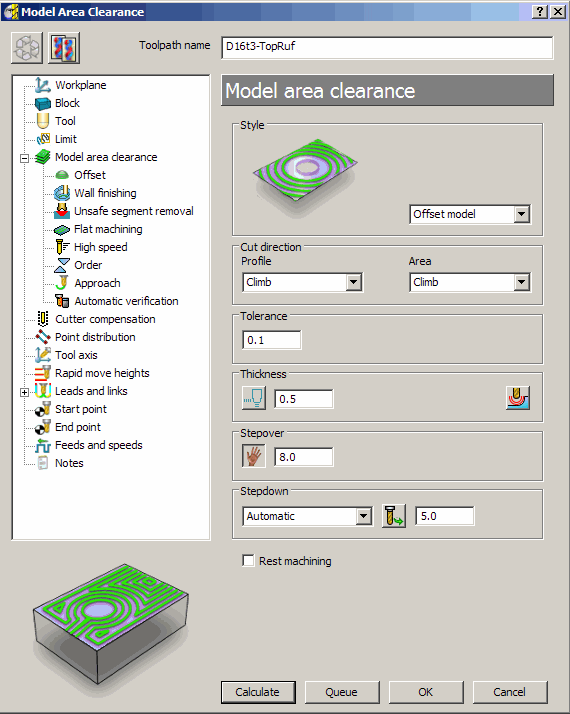 Model Area Clearance
Toolpath name
D16t3-TopRuf
Workplane
Block
Tool
Limit
Model area clearance
Offset
Wall finishing
Unsafe segment removal
Flat machining
High speed
Order
Approach
Automatic verification
Cutter compensation
Point distribution
Tool axis
Rapid move heights
Leads and links
Start point
End point
Feeds and speeds
Notes
Model area clearance
Style
Offset model
Cut direction
Profile Area
Climb Climb
Tolerance
0.1
Thickness
0.5
Stepover
8.0
Stepdown
Automatic 5.0
Rest machining
Calculate Queue OK Cancel